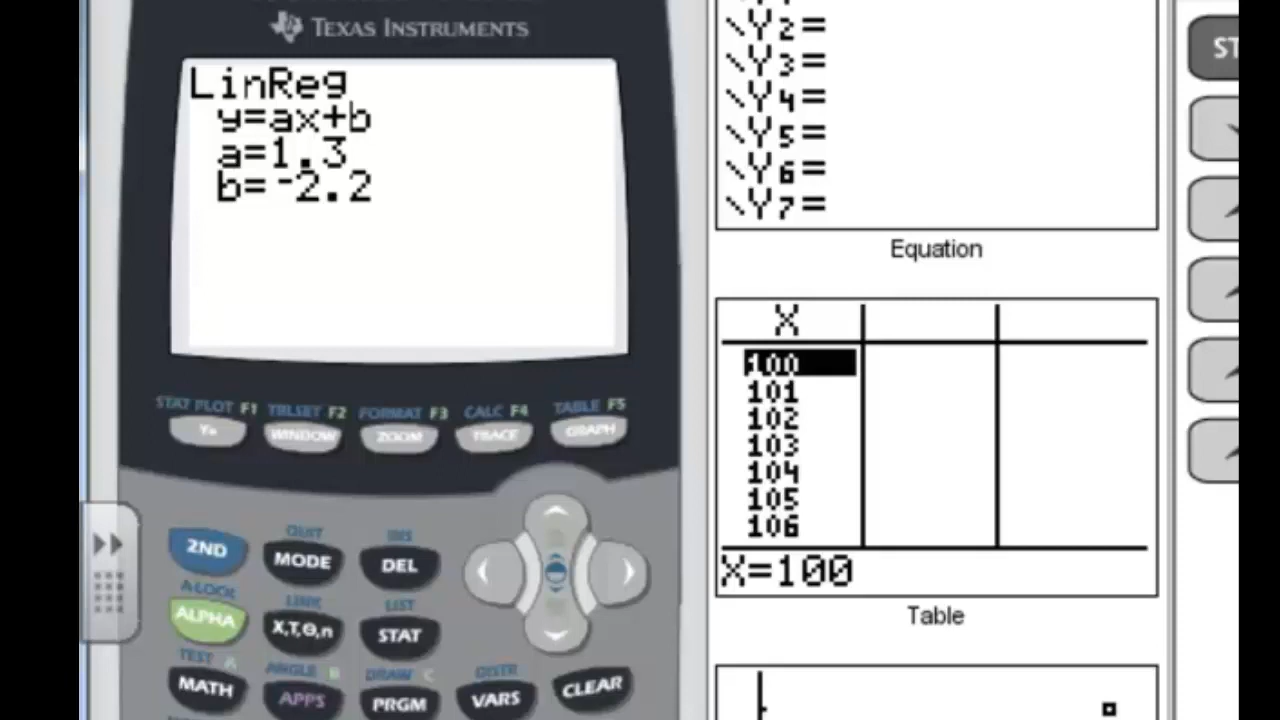 TEXAS INSTRUMENTS
LinReg
y=ax+b
a=1.3
b=-2.2
STAT PLOT F1 TBLSET F2 FORMAT F3 CALC F4 TABLE F5
Y= WINDOW ZOOM TRACE GRAPH
QUIT INS
2ND MODE DEL
A-LOCK LINK LIST
ALPHA X,T,Θ,n STAT
TEST A ANGLE B DRAW C DISTR
MATH APPS PRGM VARS CLEAR
\Y2=
\Y3=
\Y4=
\Y5=
\Y6=
\Y7=
Equation
X
100
101
102
103
104
105
106
X=100
Table
ST